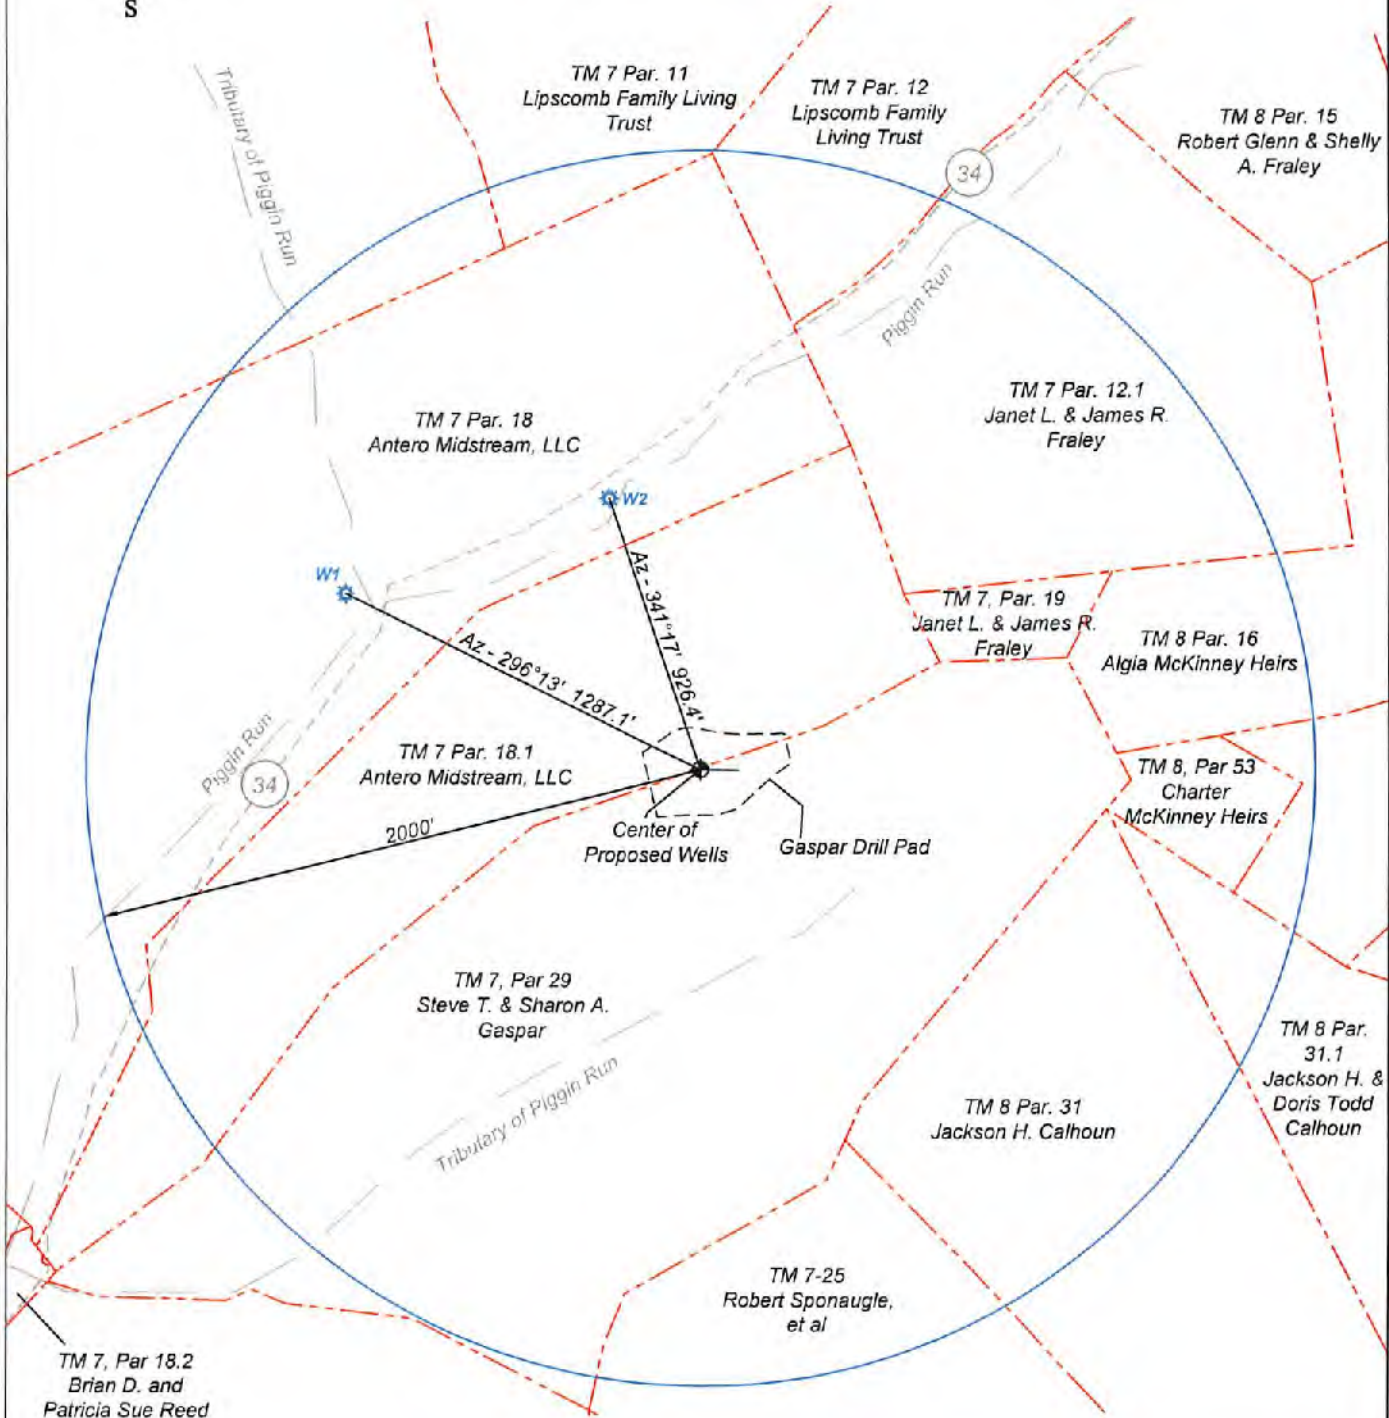 S
Tributary of Piggin Run
TM 7 Par. 11
Lipscomb Family Living
Trust
TM 7 Par. 12
Lipscomb Family
Living Trust
34
TM 8 Par. 15
Robert Glenn & Shelly
A. Fraley
Piggin Run
TM 7 Par. 18
Antero Midstream, LLC
TM 7 Par. 12.1
Janet L. & James R.
Fraley
W2
W1
Az - 341°17' 926.4'
Az - 296°13' 1287.1'
TM 7, Par. 19
Janet L. & James R.
Fraley
TM 8 Par. 16
Algia McKinney Heirs
Piggin Run
34
TM 7 Par. 18.1
Antero Midstream, LLC
2000'
Center of
Proposed Wells
Gaspar Drill Pad
TM 8, Par 53
Charter
McKinney Heirs
TM 7, Par 29
Steve T. & Sharon A.
Gaspar
Tributary of Piggin Run
TM 8 Par. 31
Jackson H. Calhoun
TM 8 Par.
31.1
Jackson H. &
Doris Todd
Calhoun
TM 7-25
Robert Sponaugle,
et al
TM 7, Par 18.2
Brian D. and
Patricia Sue Reed